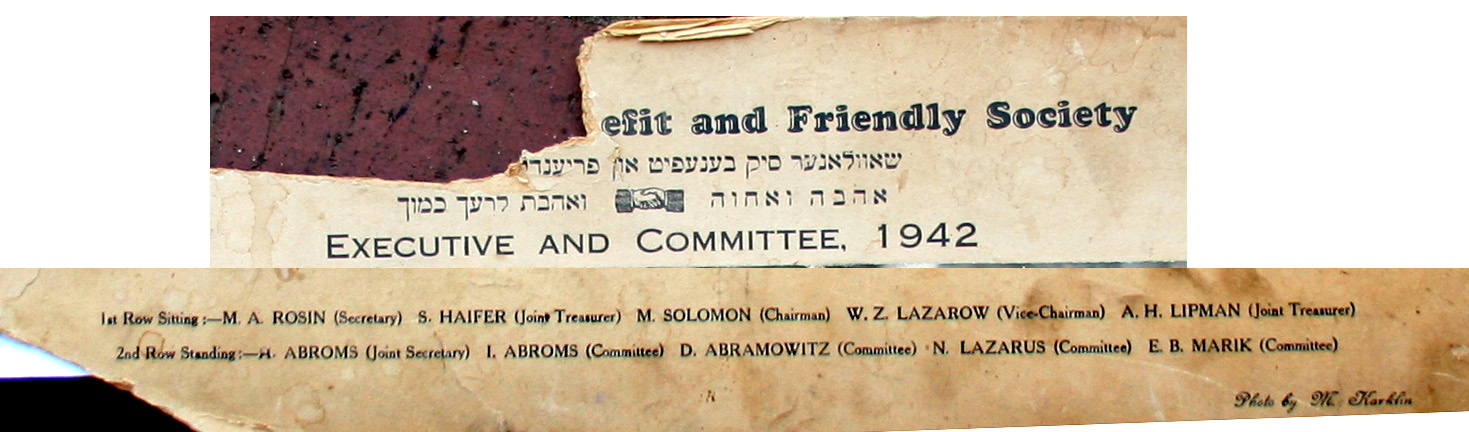 efit and Friendly Society
שאוולאנער סיק בענעפיט און פריענדי
אהבה ואחוה ואהבת לרעך כמוך
EXECUTIVE AND COMMITTEE, 1942
1st Row Sitting:—M. A. ROSIN (Secretary) S. HAIFER (Joint Treasurer) M. SOLOMON (Chairman) W. Z. LAZAROW (Vice-Chairman) A. H. LIPMAN (Joint Treasurer)
2nd Row Standing:—H. ABROMS (Joint Secretary) I. ABROMS (Committee) D. ABRAMOWITZ (Committee) N. LAZARUS (Committee) E. B. MARIK (Committee)
Photo by M. Karklin